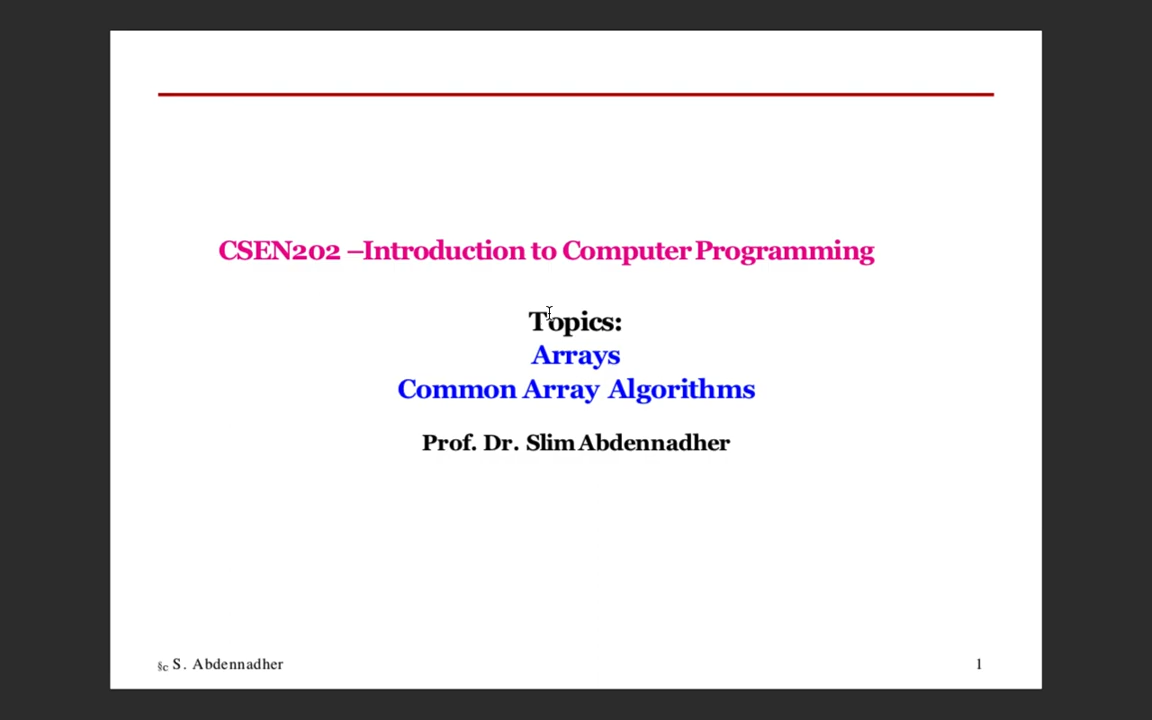 CSEN202 –Introduction to Computer Programming
Topics:
Arrays
Common Array Algorithms
Prof. Dr. Slim Abdennadher
§c S. Abdennadher
1